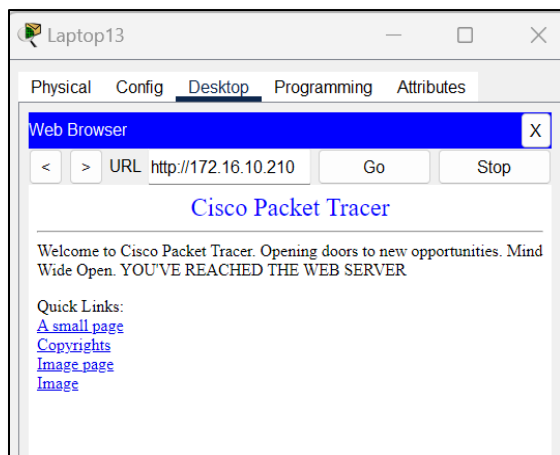 Laptop13
Physical Config Desktop Programming Attributes
Web Browser X
< > URL http://172.16.10.210 Go Stop
Cisco Packet Tracer
Welcome to Cisco Packet Tracer. Opening doors to new opportunities. Mind
Wide Open. YOU'VE REACHED THE WEB SERVER
Quick Links:
A small page
Copyrights
Image page
Image